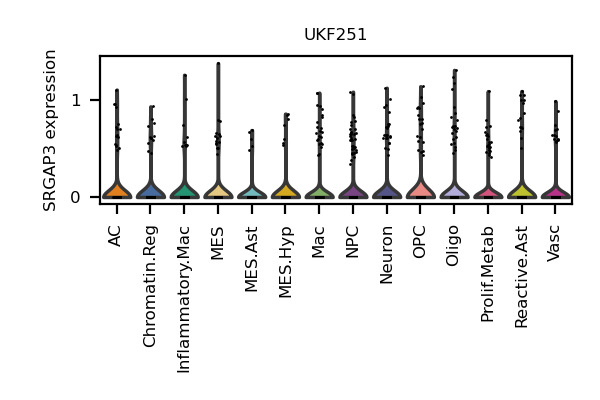 UKF251
SRGAP3 expression
1
0
AC
Chromatin.Reg
Inflammatory.Mac
MES
MES.Ast
MES.Hyp
Mac
NPC
Neuron
OPC
Oligo
Prolif.Metab
Reactive.Ast
Vasc